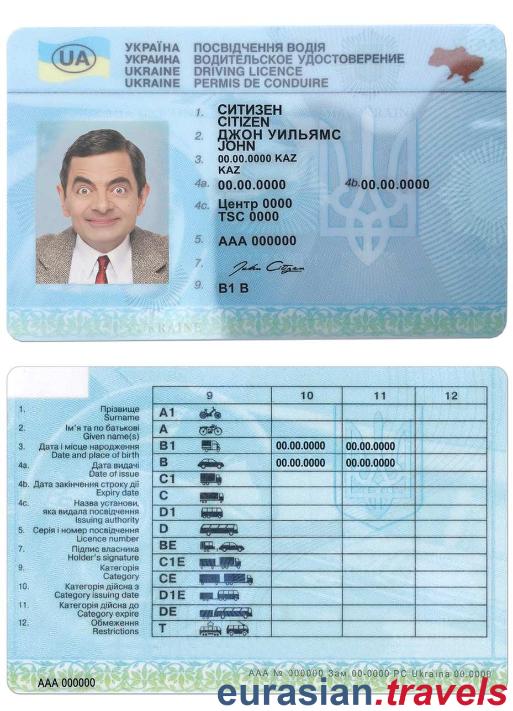 UA
УКРАЇНА ПОСВІДЧЕННЯ ВОДІЯ
УКРАИНА ВОДИТЕЛЬСКОЕ УДОСТОВЕРЕНИЕ
UKRAINE DRIVING LICENCE
UKRAINE PERMIS DE CONDUIRE
1. СИТИЗЕН
CITIZEN
2. ДЖОН УИЛЬЯМС
JOHN
3. 00.00.0000 KAZ
KAZ
4a. 00.00.0000 4b. 00.00.0000
4c. Центр 0000
TSC 0000
5. AAA 000000
7. John Citizen
9. B1 B
UKRAINE
9 10 11 12
1. Прізвище
Surname
2. Ім'я та по батькові
Given name(s)
3. Дата і місце народження
Date and place of birth
4a. Дата видачі
Date of issue
4b. Дата закінчення строку дії
Expiry date
4c. Назва установи,
яка видала посвідчення
Issuing authority
5. Серія і номер посвідчення
Licence number
7. Підпис власника
Holder's signature
9. Категорія
Category
10. Категорія дійсна з
Category issuing date
11. Категорія дійсна до
Category expire
12. Обмеження
Restrictions
A1
A
B1 00.00.0000 00.00.0000
B 00.00.0000 00.00.0000
C1
C
D1
D
BE
C1E
CE
D1E
DE
T
AAA № 000000 Зам.00-0000 РС Ukraina 00.0000
AAA 000000
eurasian.travels